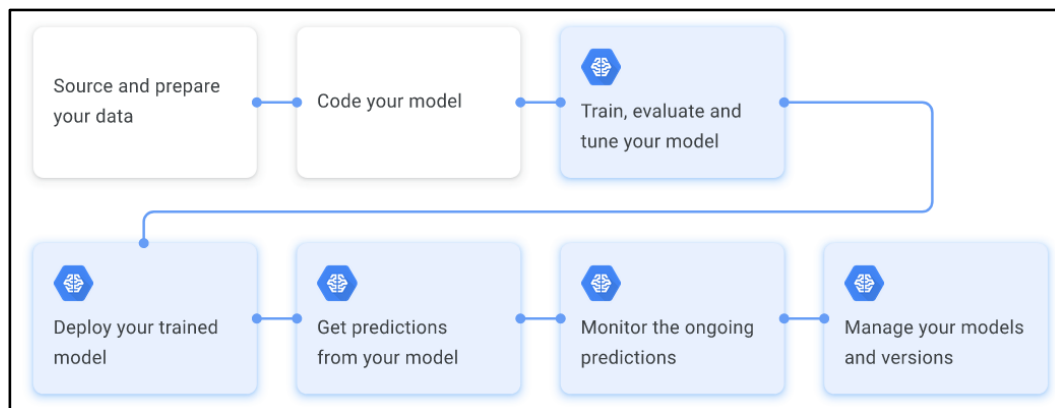 Source and prepare
your data
Code your model
Train, evaluate and
tune your model
Deploy your trained
model
Get predictions
from your model
Monitor the ongoing
predictions
Manage your models
and versions